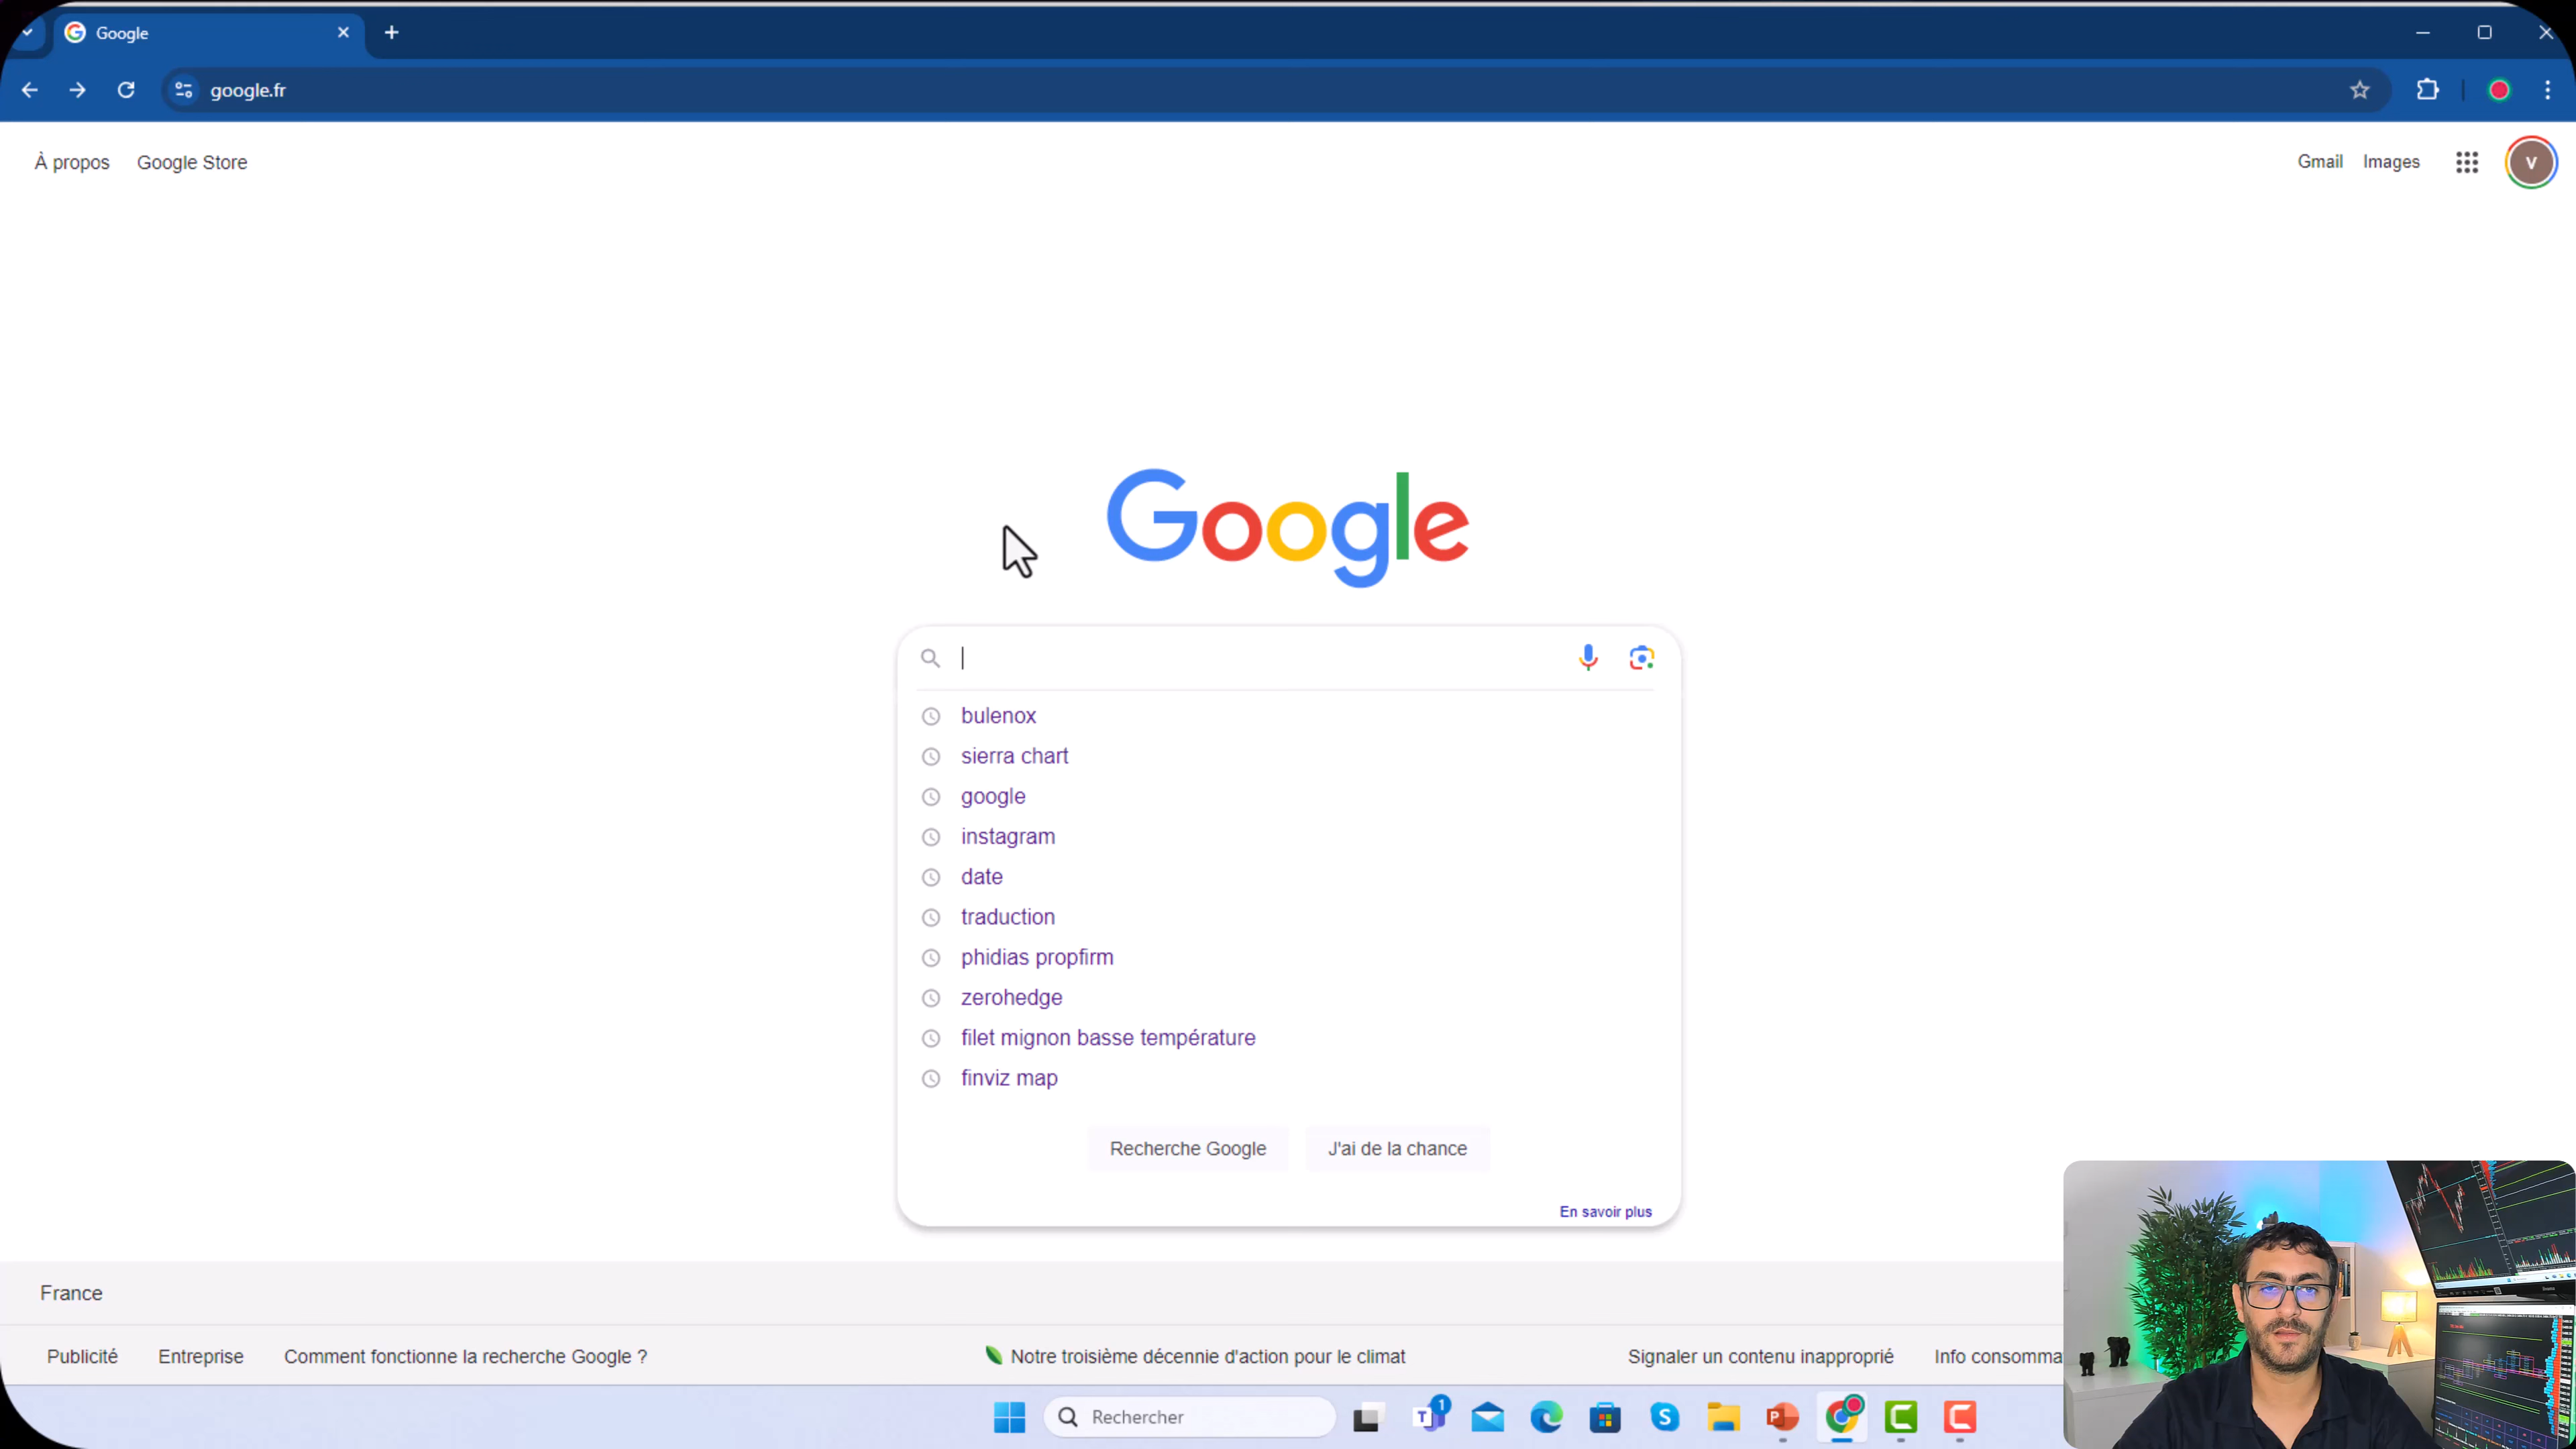 Google
google.fr
À propos
Google Store
Gmail
Images
V
Google
bulenox
sierra chart
google
instagram
date
traduction
phidias propfirm
zerohedge
filet mignon basse température
finviz map
Recherche Google
J'ai de la chance
En savoir plus
France
Publicité
Entreprise
Comment fonctionne la recherche Google ?
Notre troisième décennie d'action pour le climat
Signaler un contenu inapproprié
Info consomma
Rechercher
1